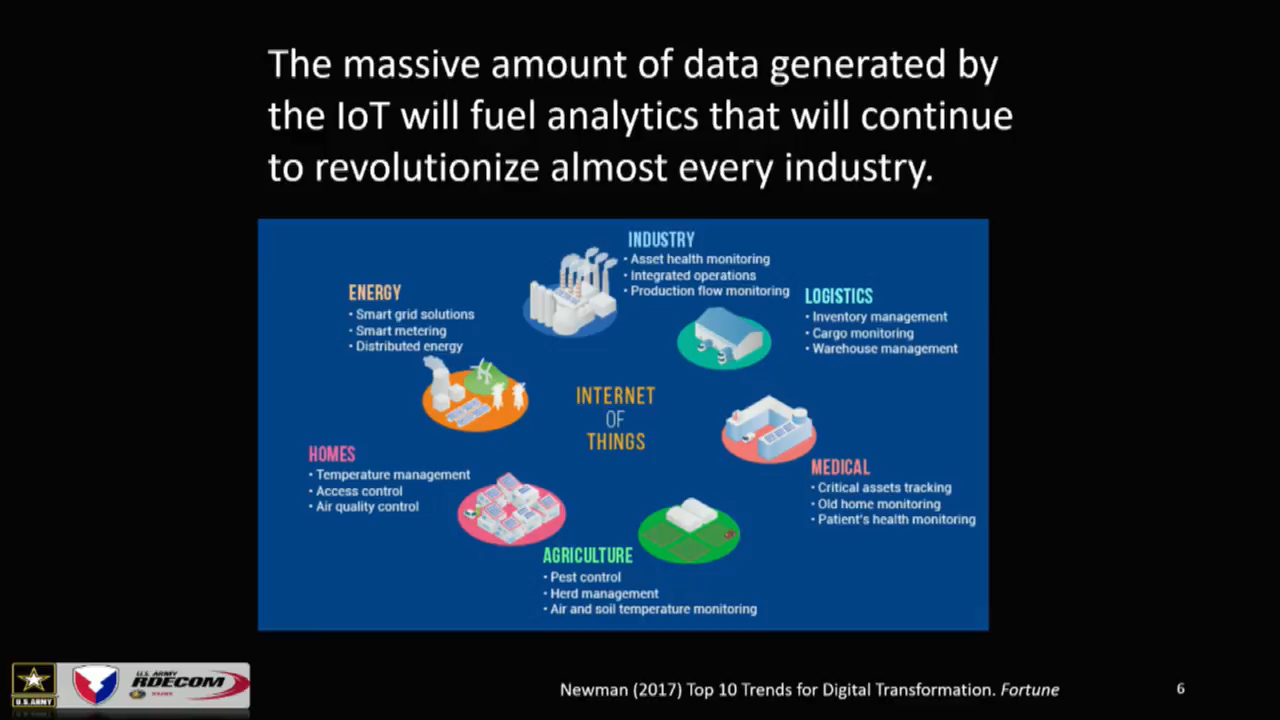 The massive amount of data generated by
the IoT will fuel analytics that will continue
to revolutionize almost every industry.
INDUSTRY
• Asset health monitoring
• Integrated operations
• Production flow monitoring
ENERGY
• Smart grid solutions
• Smart metering
• Distributed energy
LOGISTICS
• Inventory management
• Cargo monitoring
• Warehouse management
INTERNET
OF
THINGS
HOMES
• Temperature management
• Access control
• Air quality control
MEDICAL
• Critical assets tracking
• Old home monitoring
• Patient's health monitoring
AGRICULTURE
• Pest control
• Herd management
• Air and soil temperature monitoring
U.S.ARMY
U.S. ARMY
RDECOM
Newman (2017) Top 10 Trends for Digital Transformation. Fortune
6